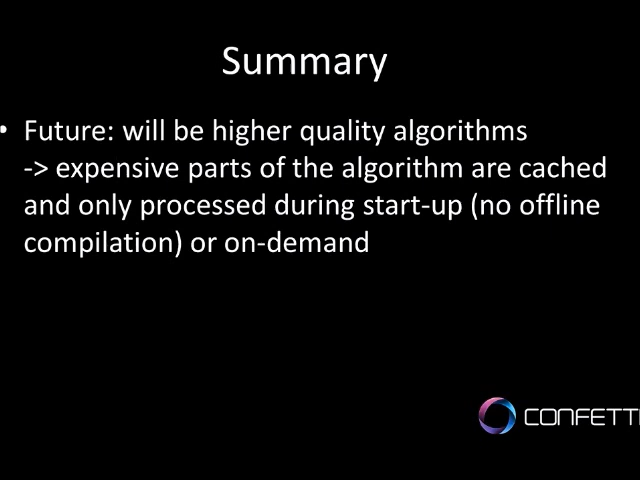 Summary
• Future: will be higher quality algorithms
-> expensive parts of the algorithm are cached
and only processed during start-up (no offline
compilation) or on-demand
CONFETT